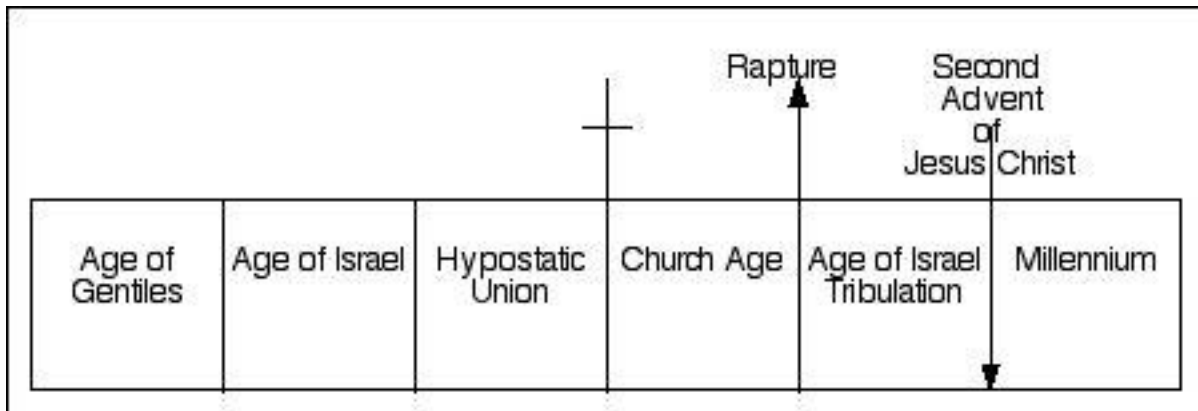 Rapture
Second
Advent
of
Jesus Christ
Age of
Gentiles
Age of Israel
Hypostatic
Union
Church Age
Age of Israel
Tribulation
Millennium